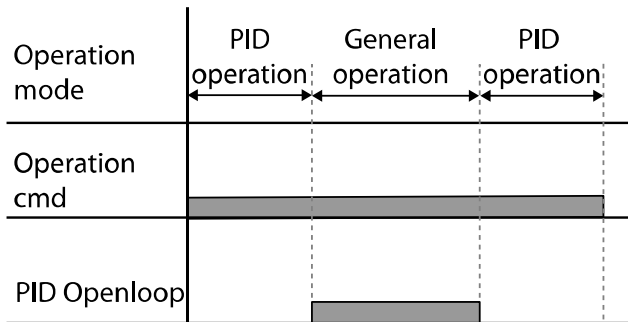 Operation
mode
PID
operation
General
operation
PID
operation
Operation
cmd
PID Openloop